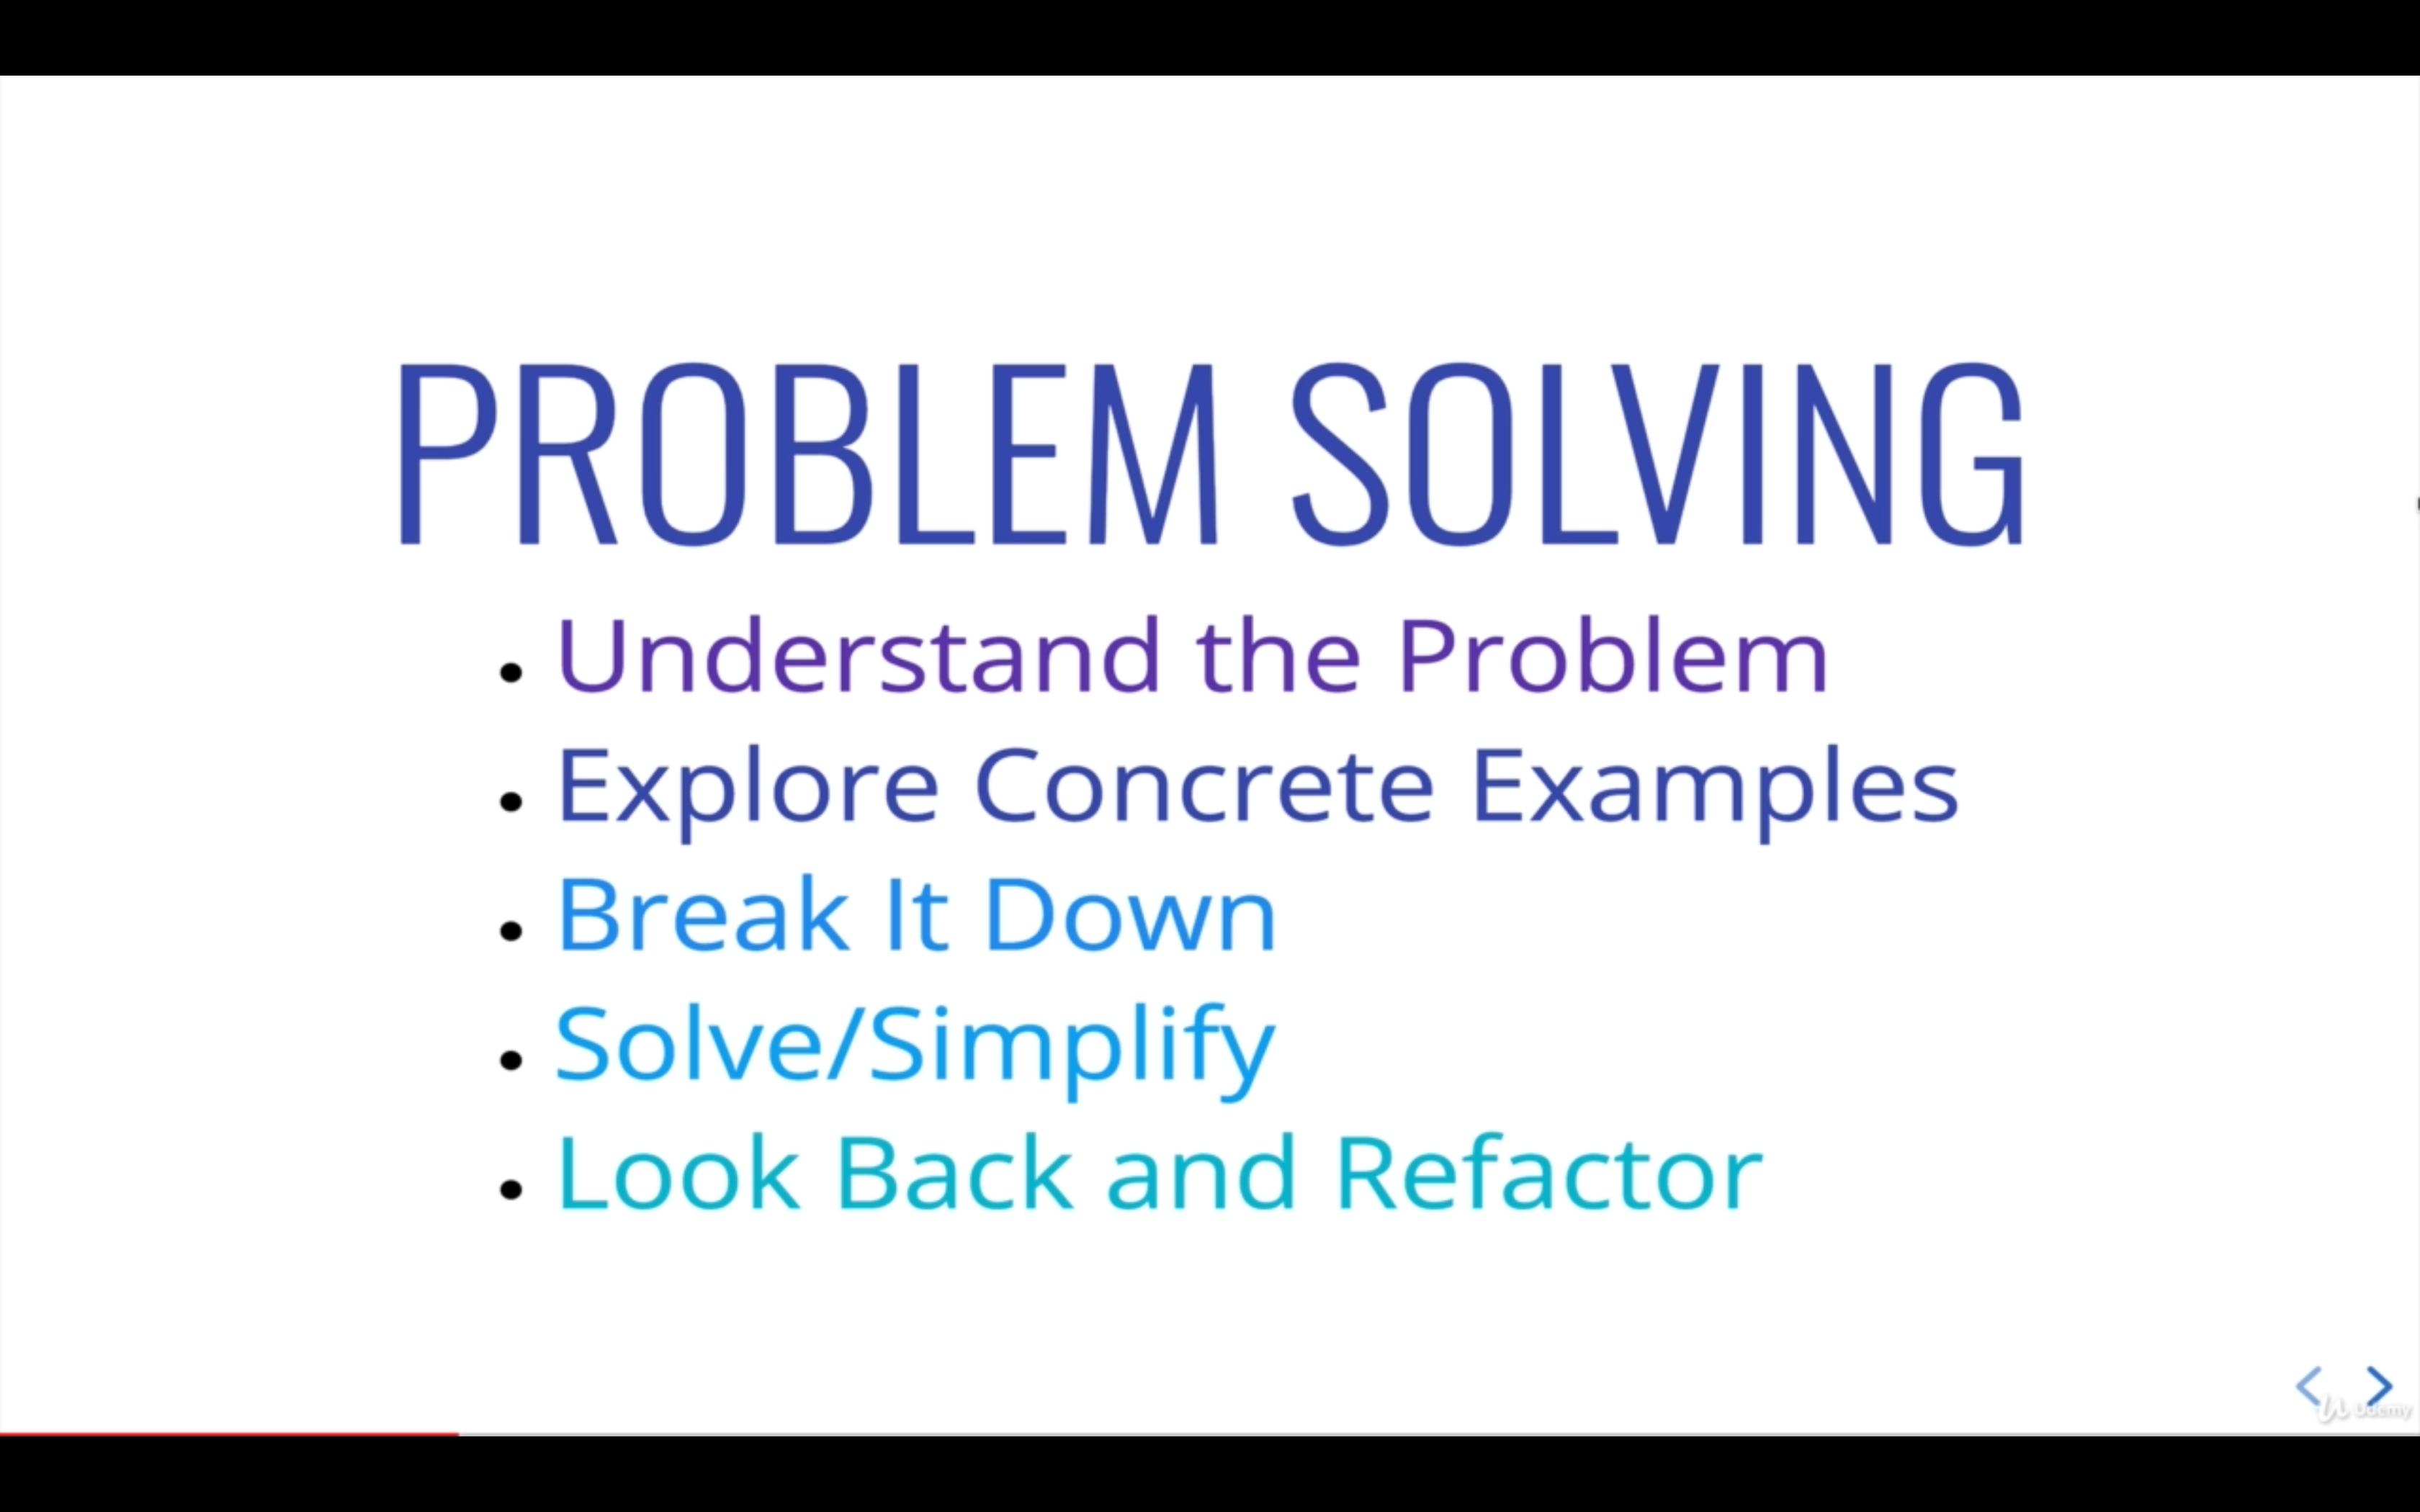 PROBLEM SOLVING
• Understand the Problem
• Explore Concrete Examples
• Break It Down
• Solve/Simplify
• Look Back and Refactor
Udemy